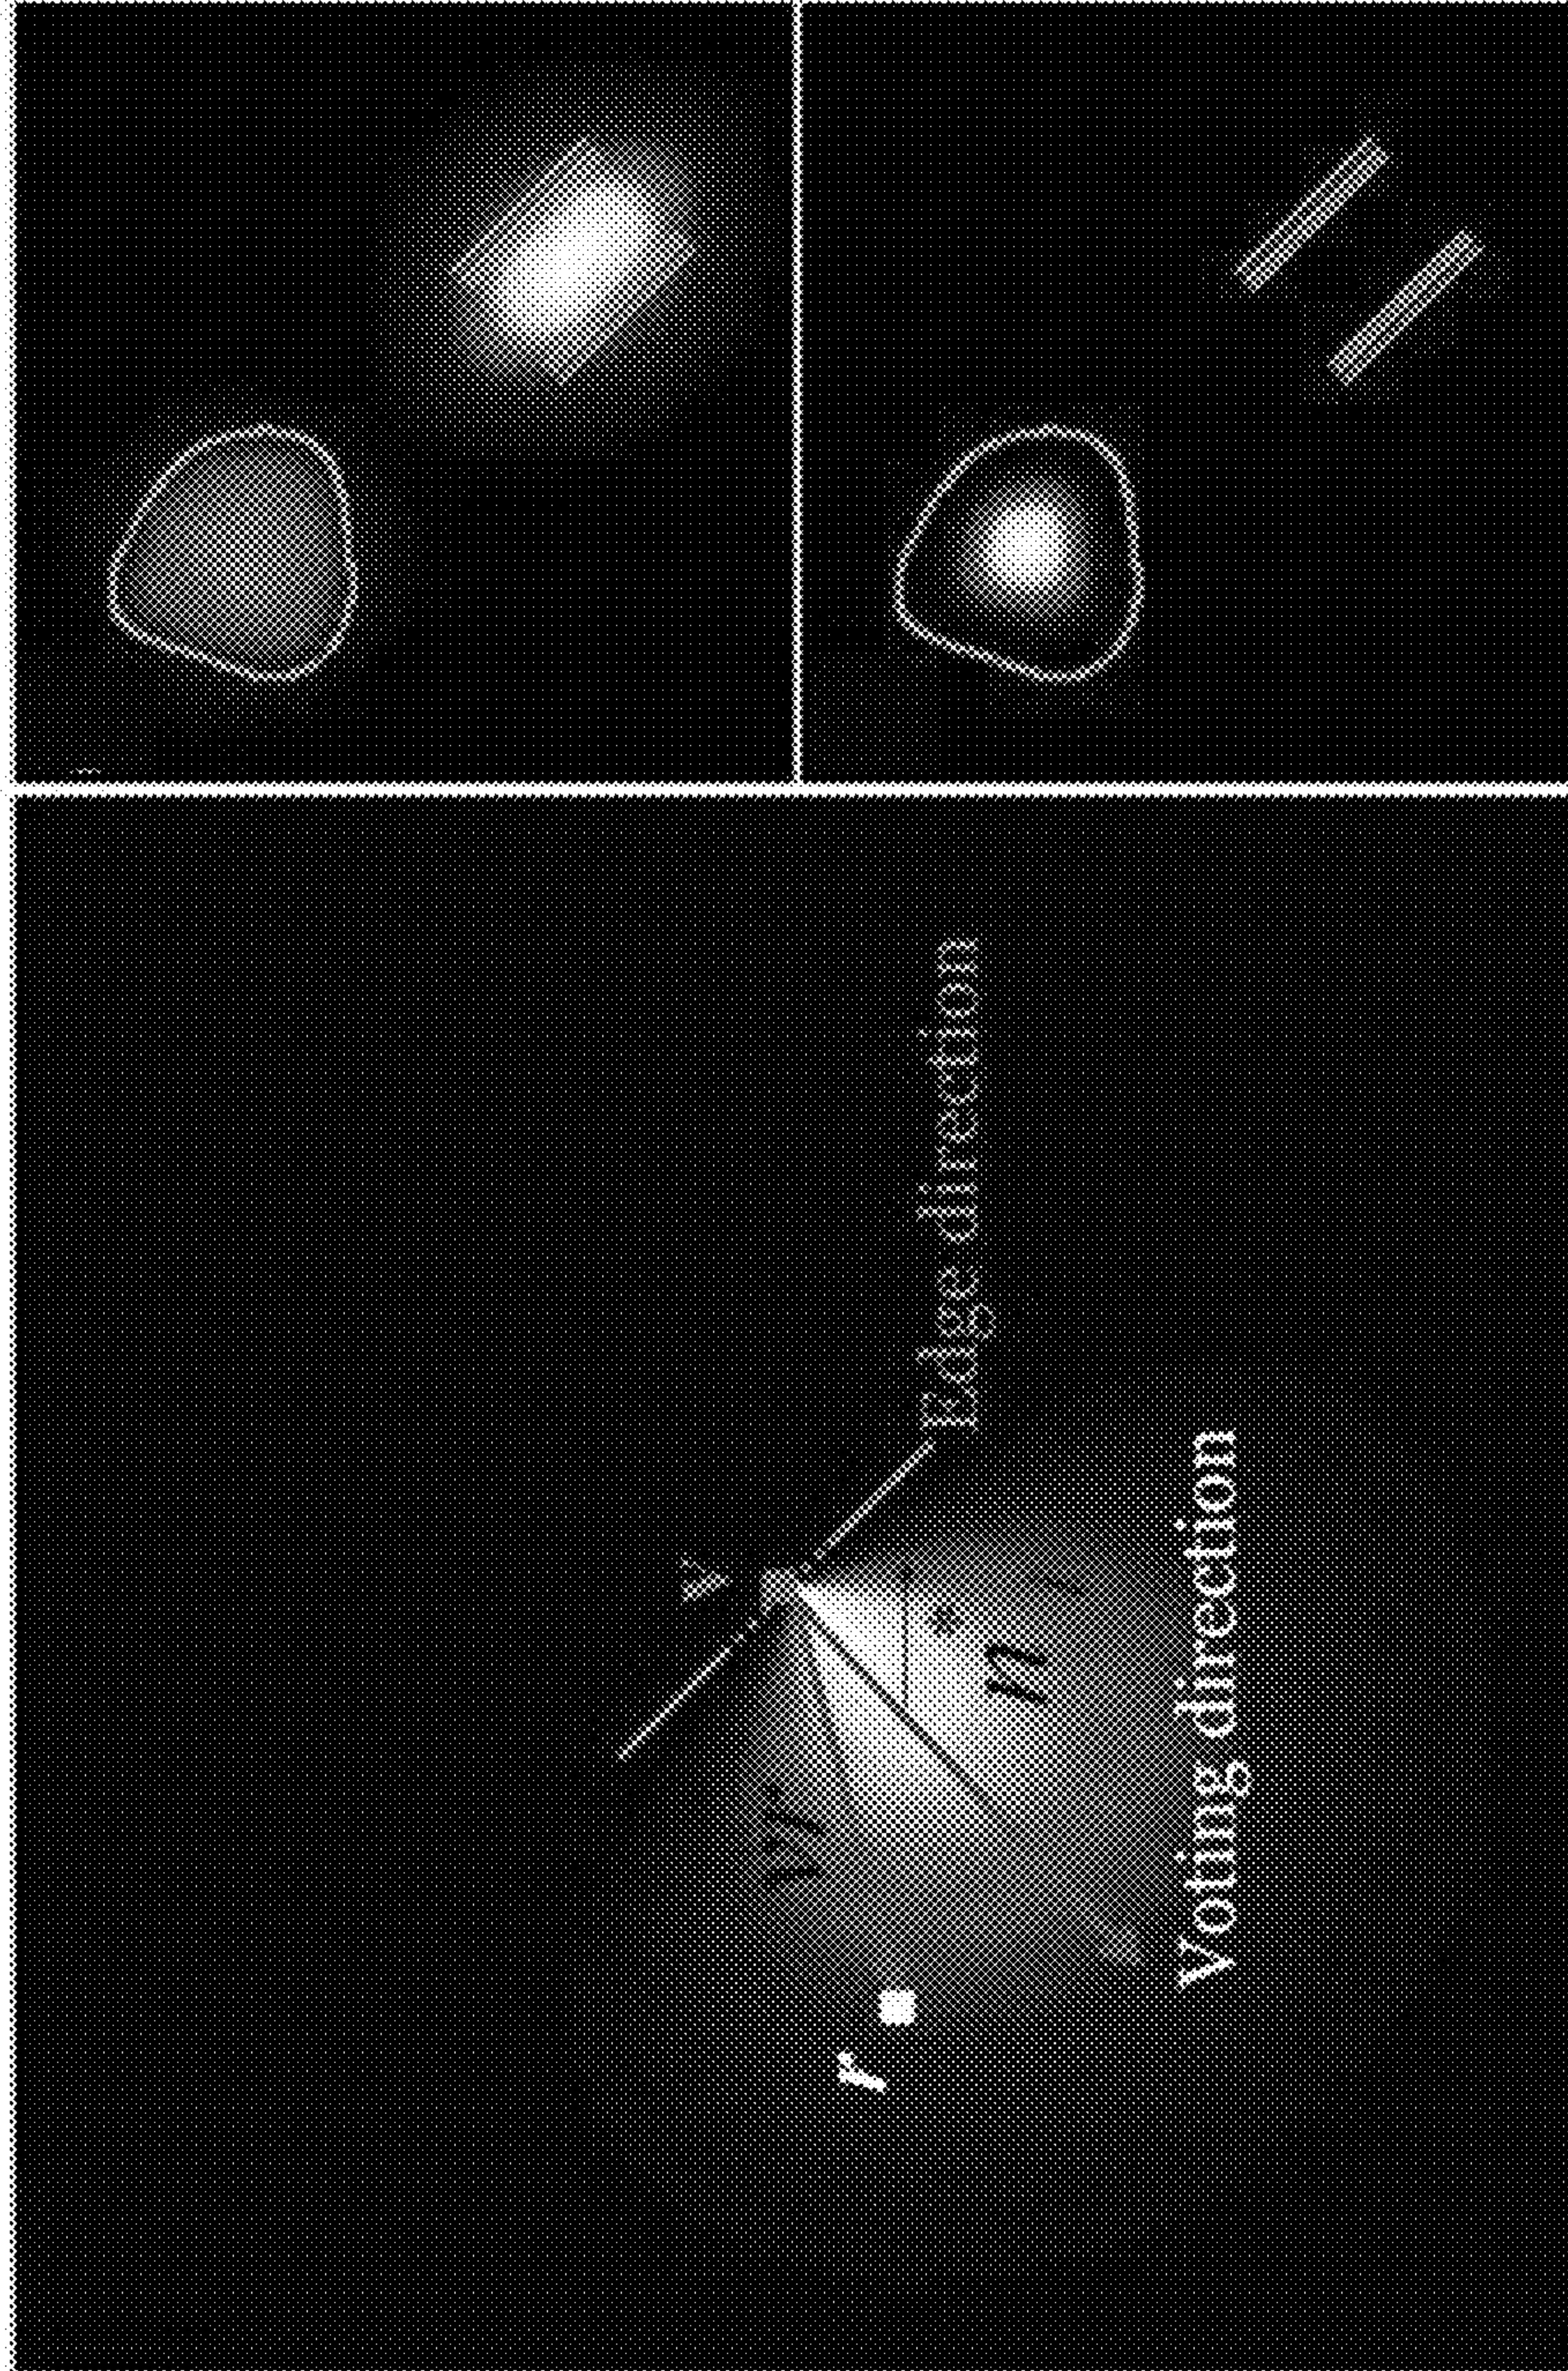 v
Edge direction
n*
w
r
Voting direction